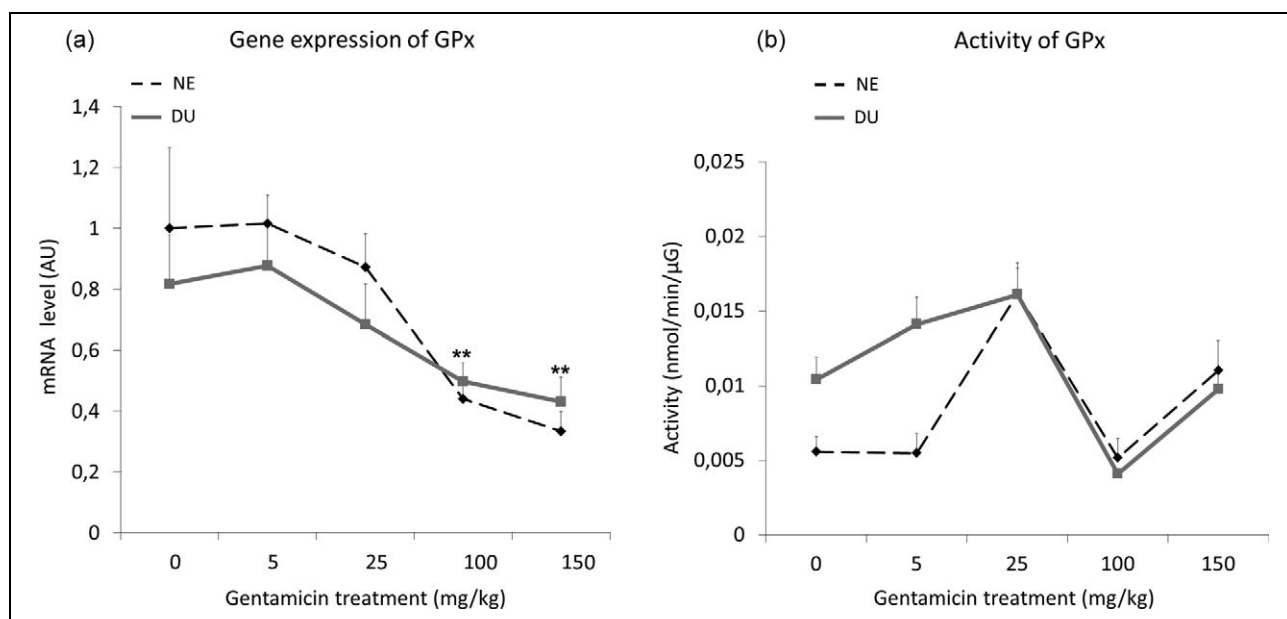 (a) Gene expression of GPx
NE
DU
1,4
1,2
1
0,8
0,6
0,4
0,2
0
mRNA level (AU)
** **
0 5 25 100 150
Gentamicin treatment (mg/kg)
(b) Activity of GPx
NE
DU
0,025
0,02
0,015
0,01
0,005
0
Activity (nmol/min/µG)
0 5 25 100 150
Gentamicin treatment (mg/kg)